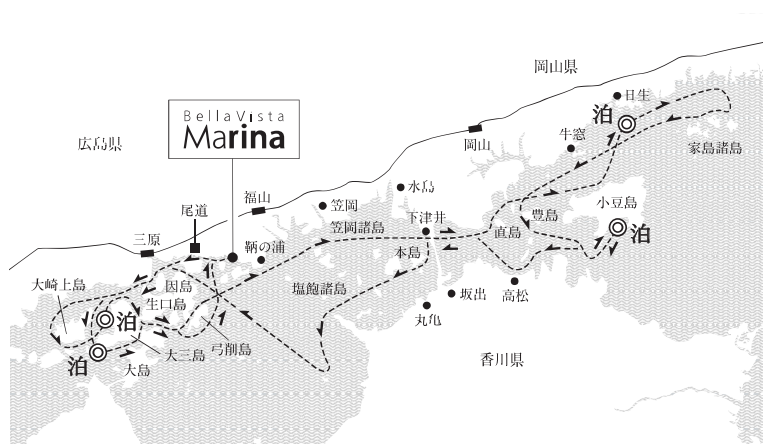 岡山県
BellaVista
Marina
広島県
日生
泊
岡山
牛窓
家島諸島
福山
水島
笠岡
小豆島
尾道
下津井
豊島
笠岡諸島
直島
三原
鞆の浦
本島
泊
因島
大崎上島
生口島
塩飽諸島
坂出
高松
丸亀
泊
弓削島
大三島
泊
大島
香川県